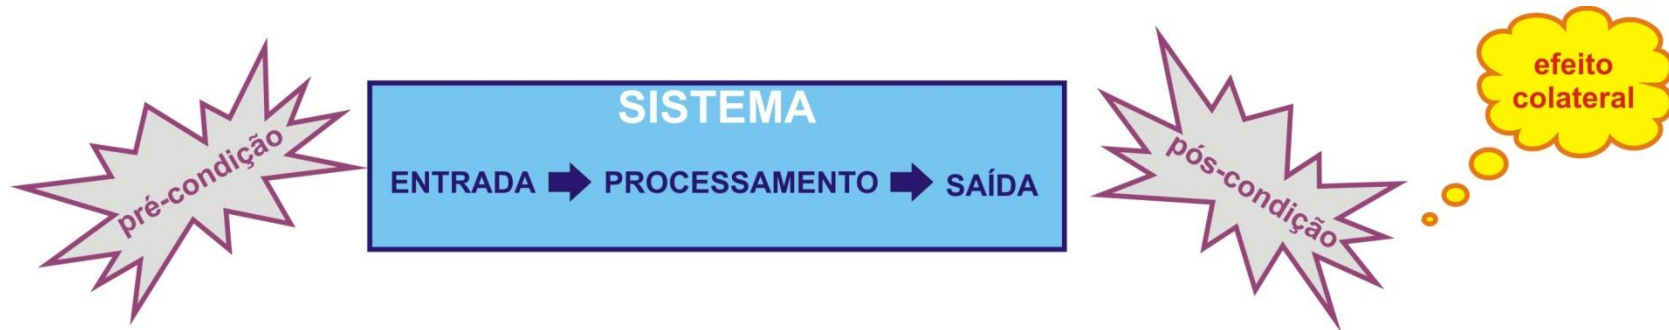 pré-condição
SISTEMA
ENTRADA PROCESSAMENTO SAÍDA
pós-condição
efeito
colateral